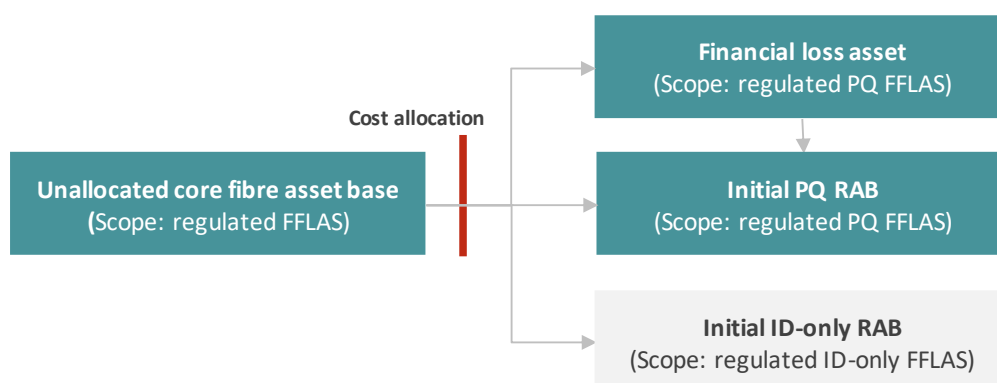 Financial loss asset
(Scope: regulated PQ FFLAS)
Cost allocation
Unallocated core fibre asset base
(Scope: regulated FFLAS)
Initial PQ RAB
(Scope: regulated PQ FFLAS)
Initial ID-only RAB
(Scope: regulated ID-only FFLAS)